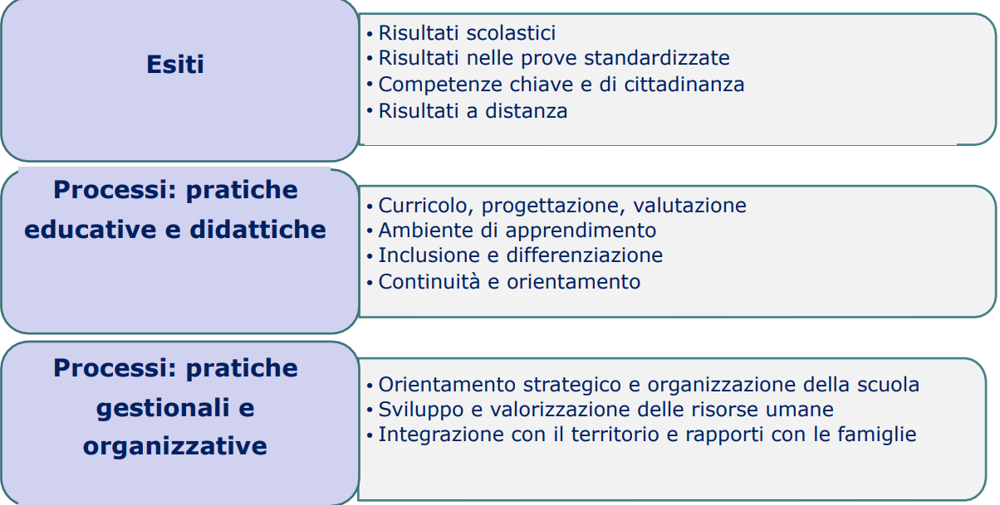 Esiti
• Risultati scolastici
• Risultati nelle prove standardizzate
• Competenze chiave e di cittadinanza
• Risultati a distanza
Processi: pratiche
educative e didattiche
• Curricolo, progettazione, valutazione
• Ambiente di apprendimento
• Inclusione e differenziazione
• Continuità e orientamento
Processi: pratiche
gestionali e
organizzative
• Orientamento strategico e organizzazione della scuola
• Sviluppo e valorizzazione delle risorse umane
• Integrazione con il territorio e rapporti con le famiglie